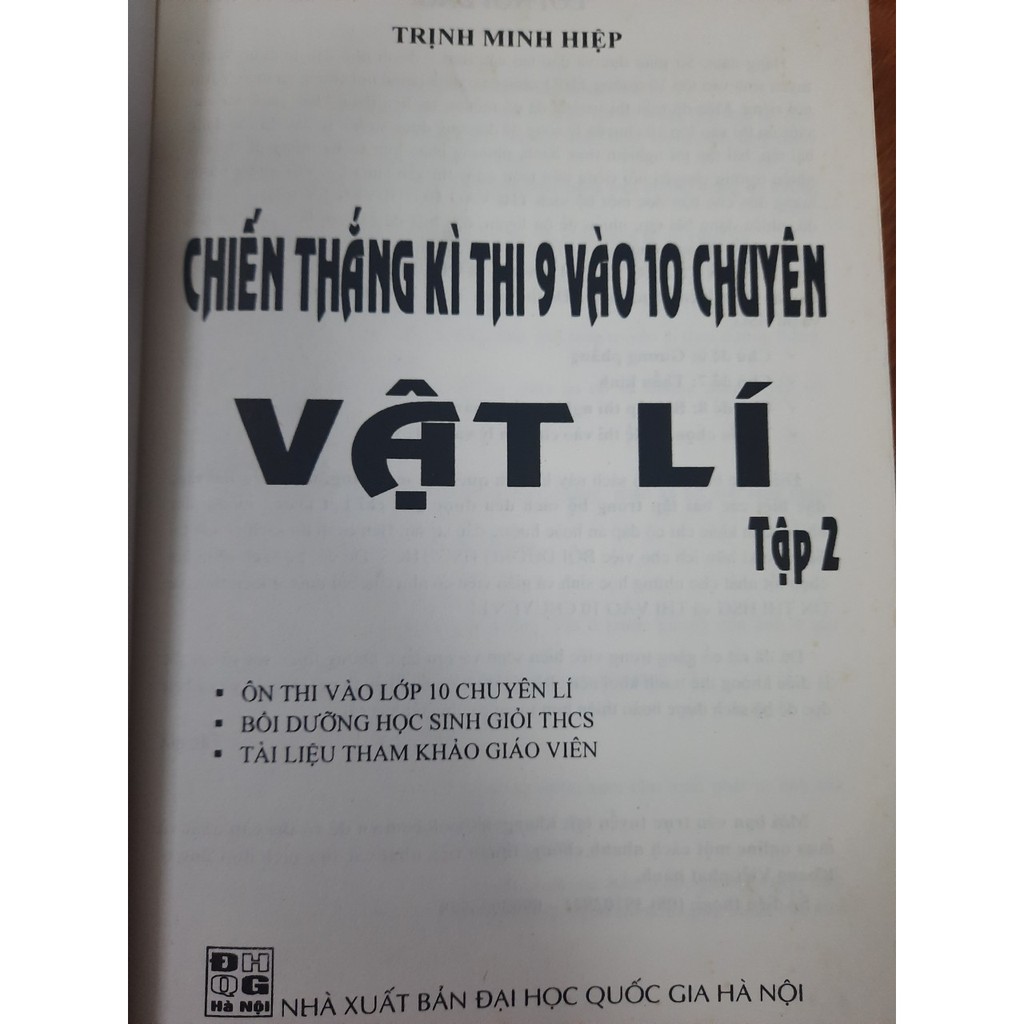 TRỊNH MINH HIỆP
CHIẾN THẮNG KÌ THI 9 VÀO 10 CHUYÊN
VẬT LÍ
Tập 2
▪ ÔN THI VÀO LỚP 10 CHUYÊN LÍ
▪ BỒI DƯỠNG HỌC SINH GIỎI THCS
▪ TÀI LIỆU THAM KHẢO GIÁO VIÊN
ĐH
QG
Hà Nội
NHÀ XUẤT BẢN ĐẠI HỌC QUỐC GIA HÀ NỘI